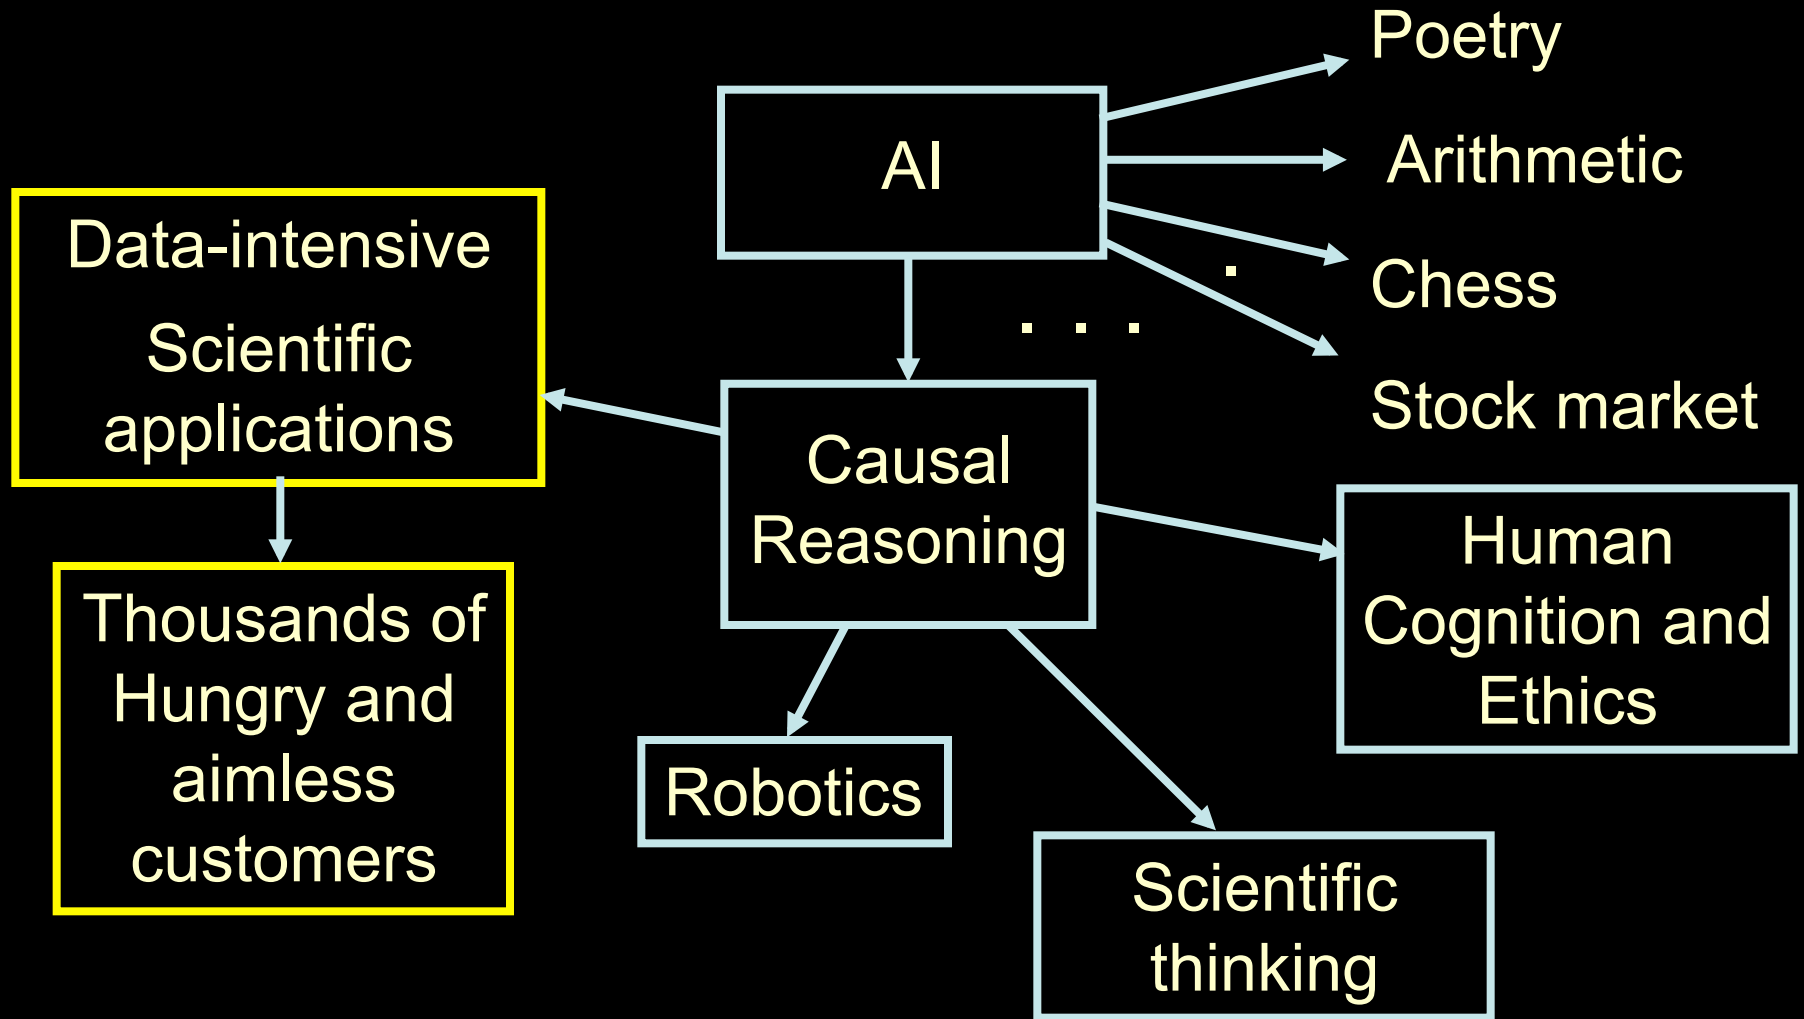 AI
Poetry
Arithmetic
Chess
Stock market
. . . .
Data-intensive
Scientific
applications
Thousands of
Hungry and
aimless
customers
Causal
Reasoning
Human
Cognition and
Ethics
Robotics
Scientific
thinking